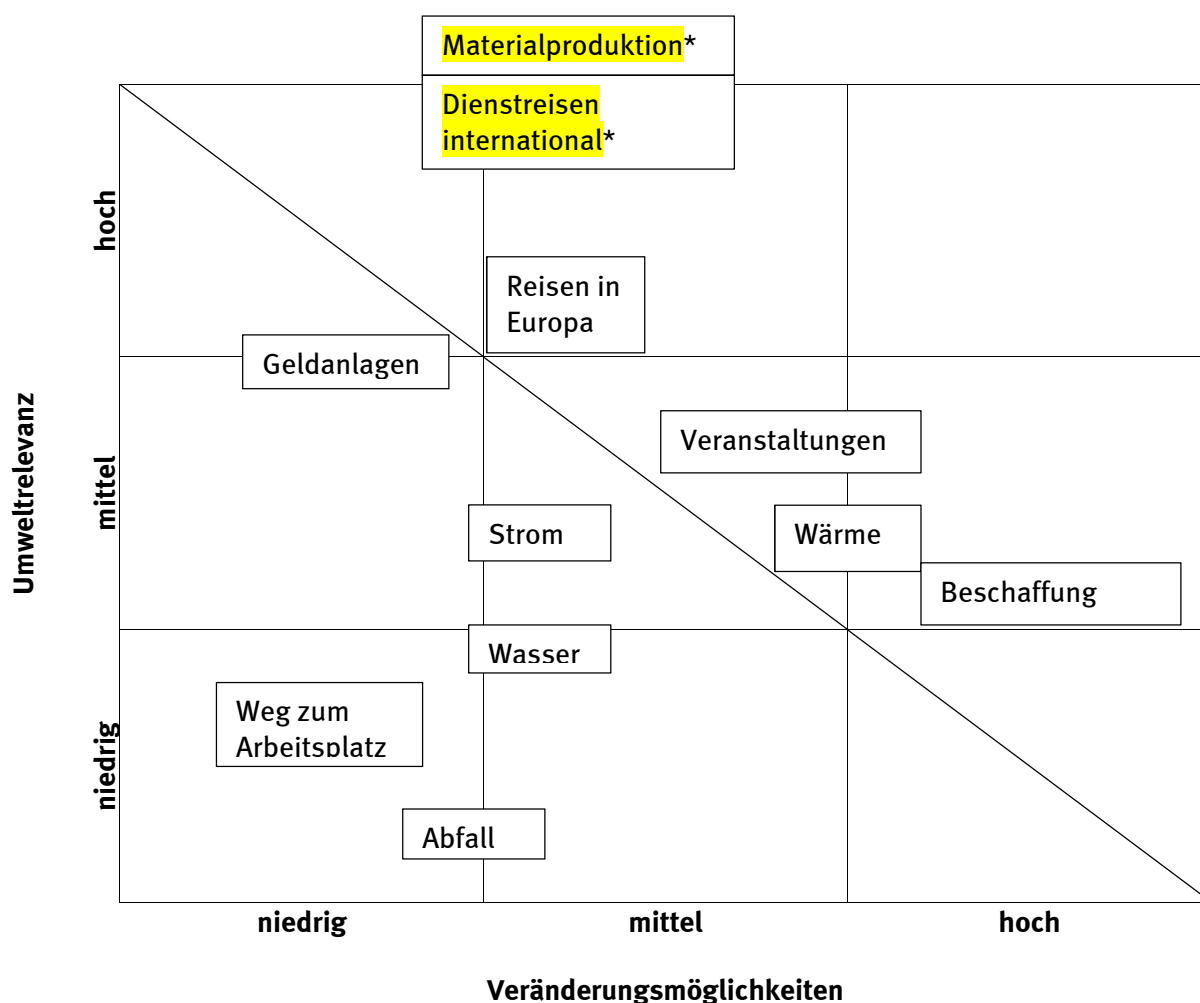 Materialproduktion*
Dienstreisen
international*
hoch
Reisen in
Europa
Geldanlagen
Umweltrelevanz
mittel
Veranstaltungen
Strom
Wärme
Beschaffung
Wasser
Weg zum
Arbeitsplatz
niedrig
Abfall
niedrig
mittel
hoch
Veränderungsmöglichkeiten